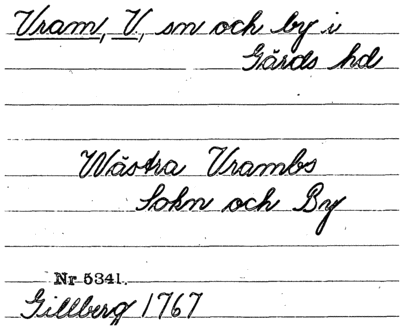 Vram, V., sn och by i
Gärds hd
Wästra Vrambs
Sokn och By
Nr 5341.
Gillberg 1767